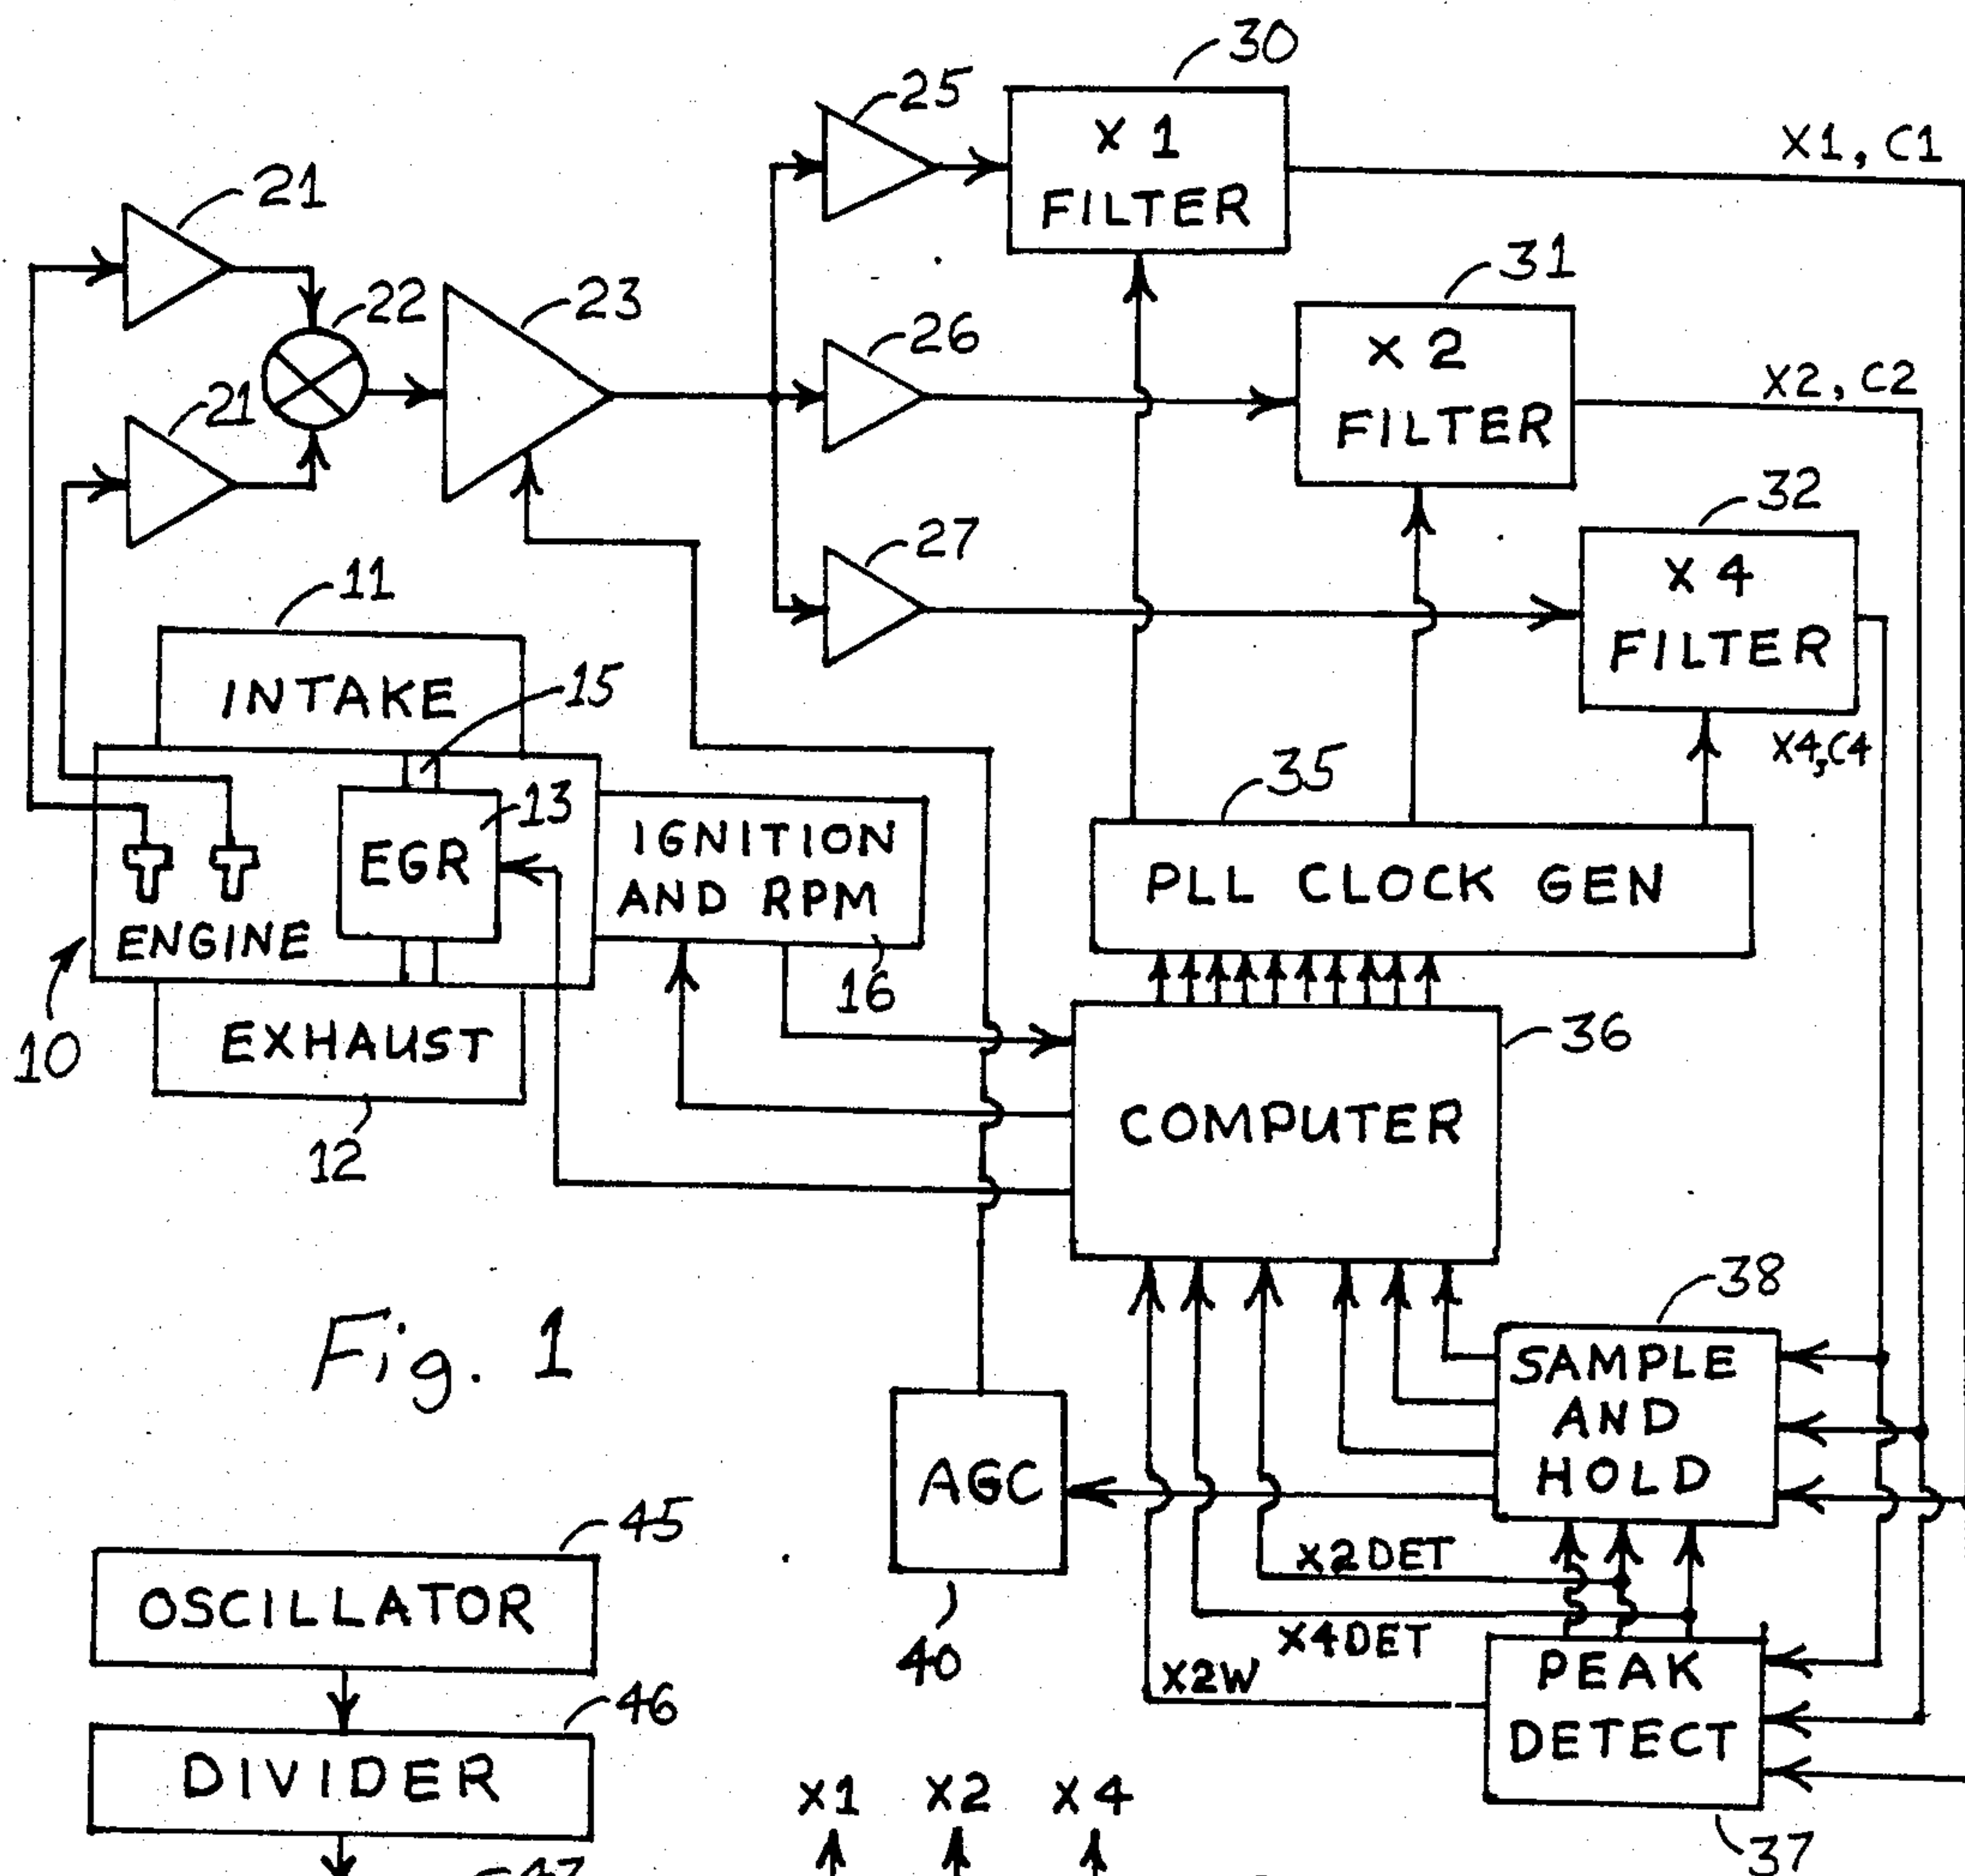 30
25
X 1
FILTER
X1, C1
21
22
23
31
26
X 2
FILTER
X2, C2
21
32
27
X 4
FILTER
11
INTAKE
15
X4,C4
35
13
EGR
IGNITION
AND RPM
PLL CLOCK GEN
ENGINE
16
10
EXHAUST
36
COMPUTER
12
38
Fig. 1
SAMPLE
AND
HOLD
AGC
45
X2DET
OSCILLATOR
40
X4DET
X2W
PEAK
DETECT
46
DIVIDER
X1
X2
X4
37